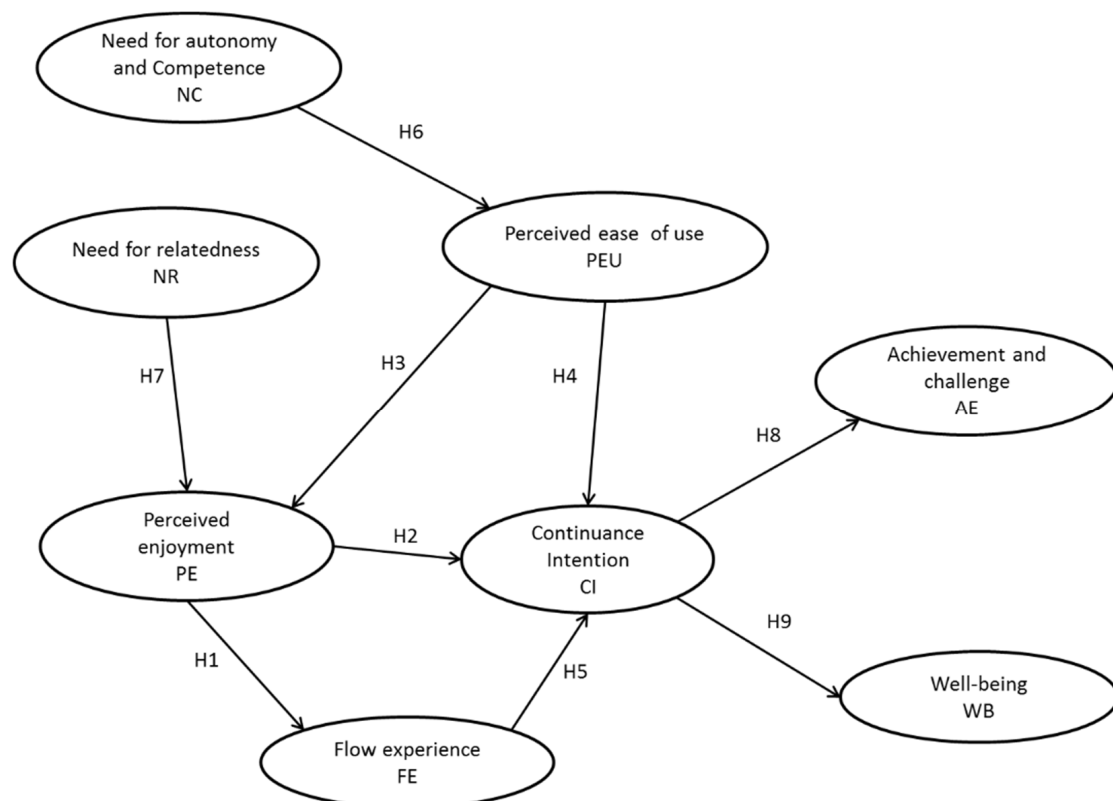 Need for autonomy
and Competence
NC
H6
Need for relatedness
NR
Perceived ease of use
PEU
H7
H3
H4
Achievement and
challenge
AE
H8
Perceived
enjoyment
PE
H2
Continuance
Intention
CI
H9
H1
H5
Well-being
WB
Flow experience
FE